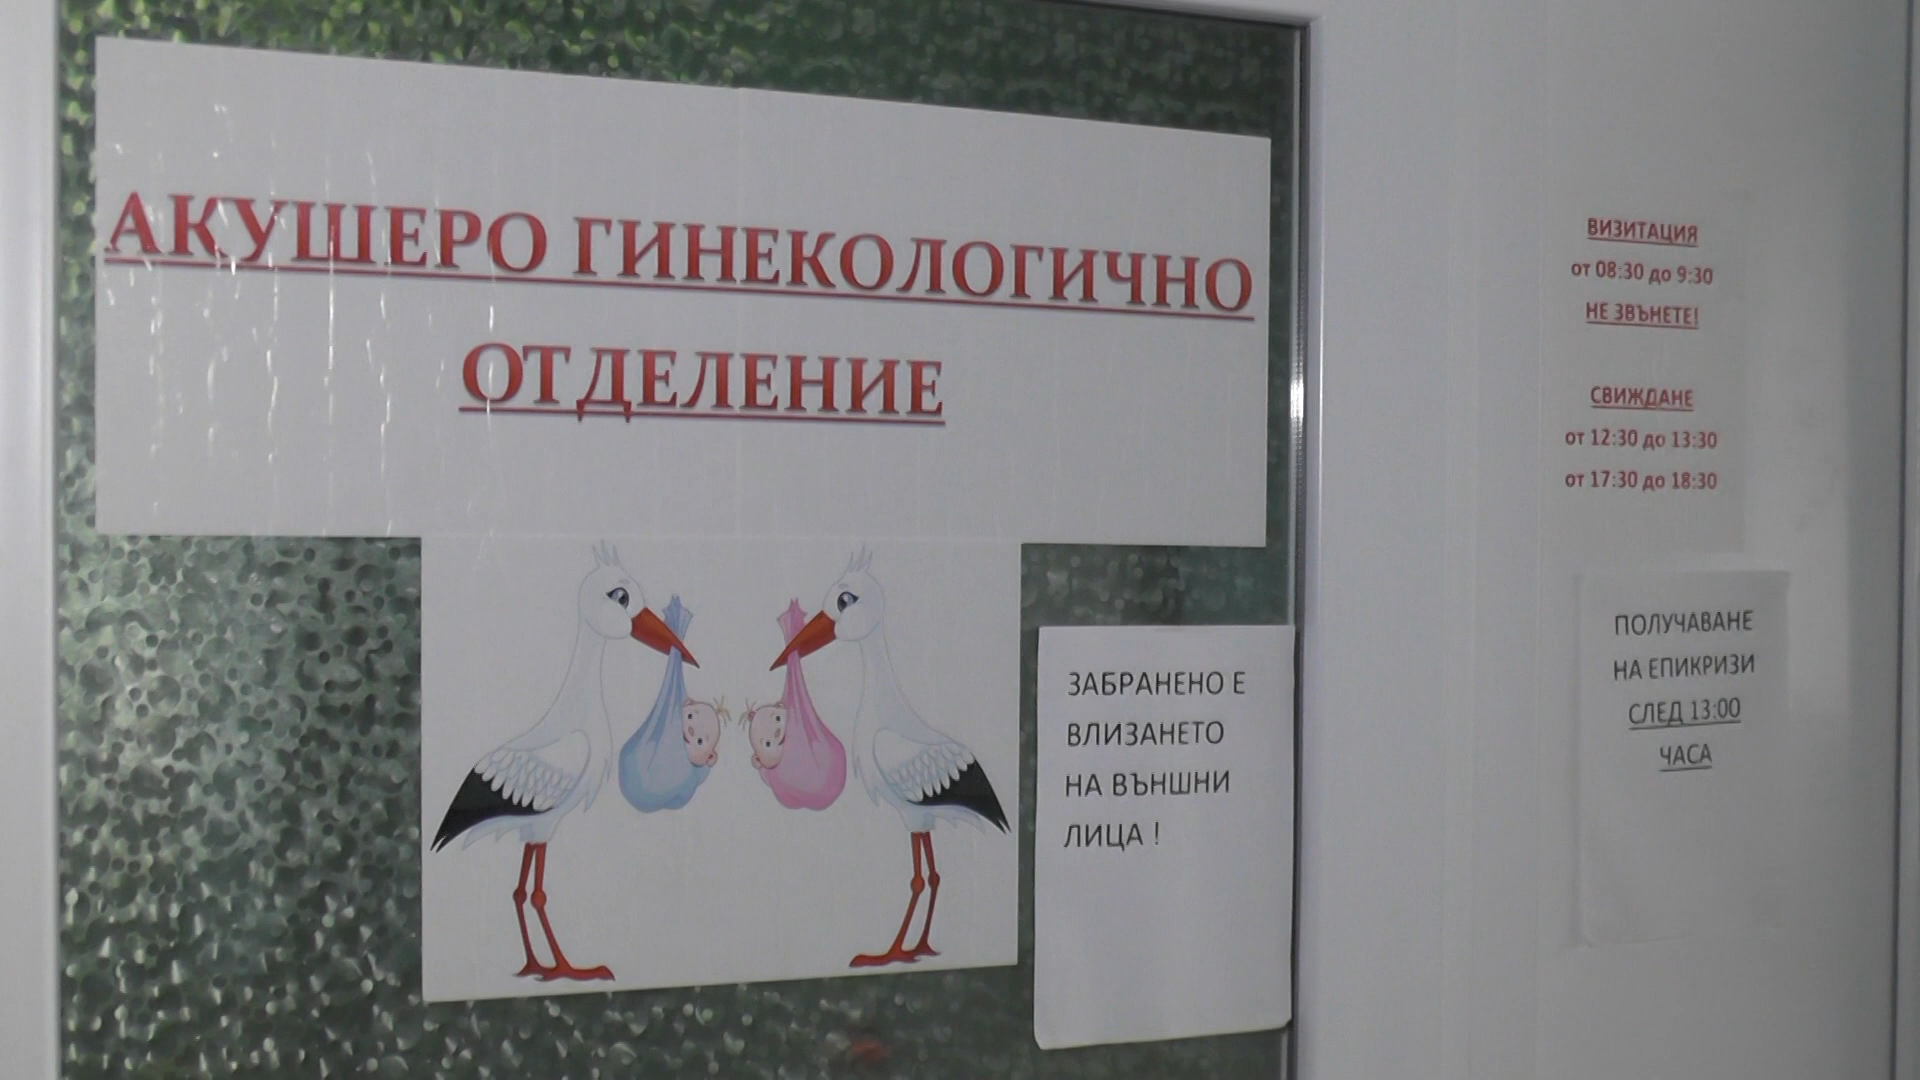 АКУШЕРО ГИНЕКОЛОГИЧНО
ОТДЕЛЕНИЕ
ЗАБРАНЕНО Е
ВЛИЗАНЕТО
НА ВЪНШНИ
ЛИЦА !
ВИЗИТАЦИЯ
от 08:30 до 9:30
НЕ ЗВЪНЕТЕ!
СВИЖДАНЕ
от 12:30 до 13:30
от 17:30 до 18:30
ПОЛУЧАВАНЕ
НА ЕПИКРИЗИ
СЛЕД 13:00
ЧАСА